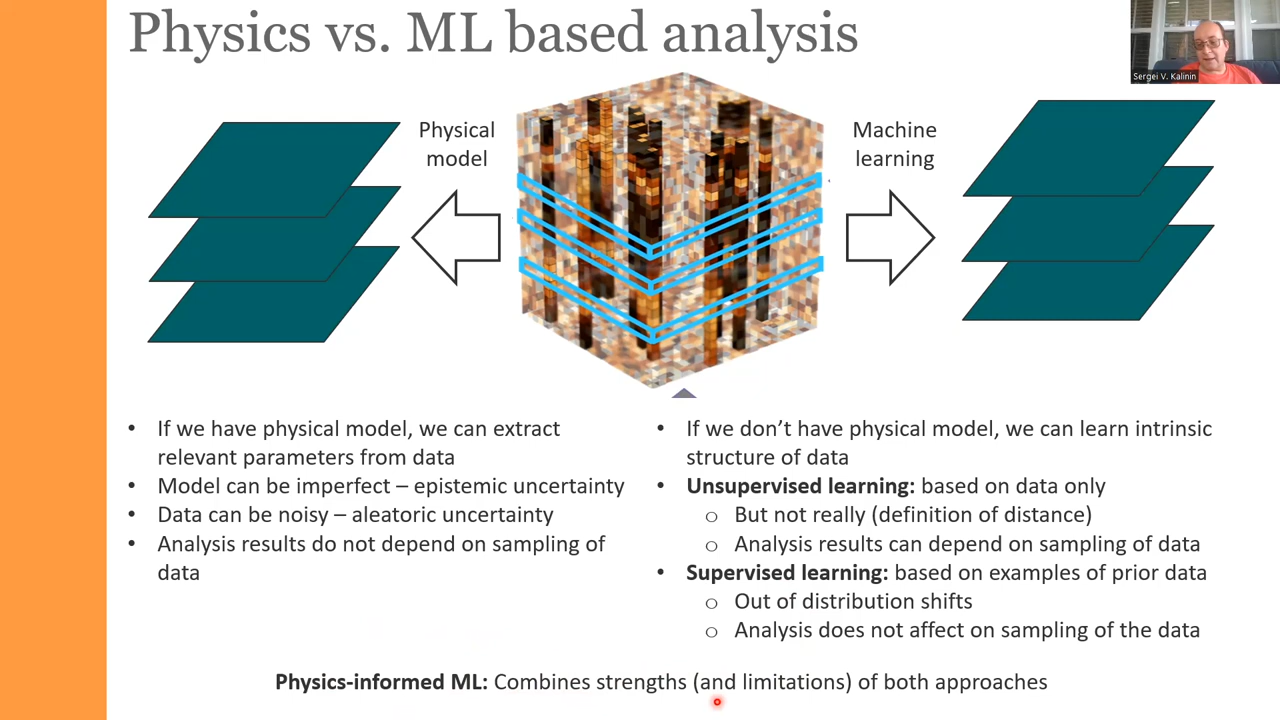 Physics vs. ML based analysis
Sergei V. Kalinin
Physical
model
Machine
learning
• If we have physical model, we can extract
relevant parameters from data
• Model can be imperfect – epistemic uncertainty
• Data can be noisy – aleatoric uncertainty
• Analysis results do not depend on sampling of
data
• If we don’t have physical model, we can learn intrinsic
structure of data
• Unsupervised learning: based on data only
o But not really (definition of distance)
o Analysis results can depend on sampling of data
• Supervised learning: based on examples of prior data
o Out of distribution shifts
o Analysis does not affect on sampling of the data
Physics-informed ML: Combines strengths (and limitations) of both approaches